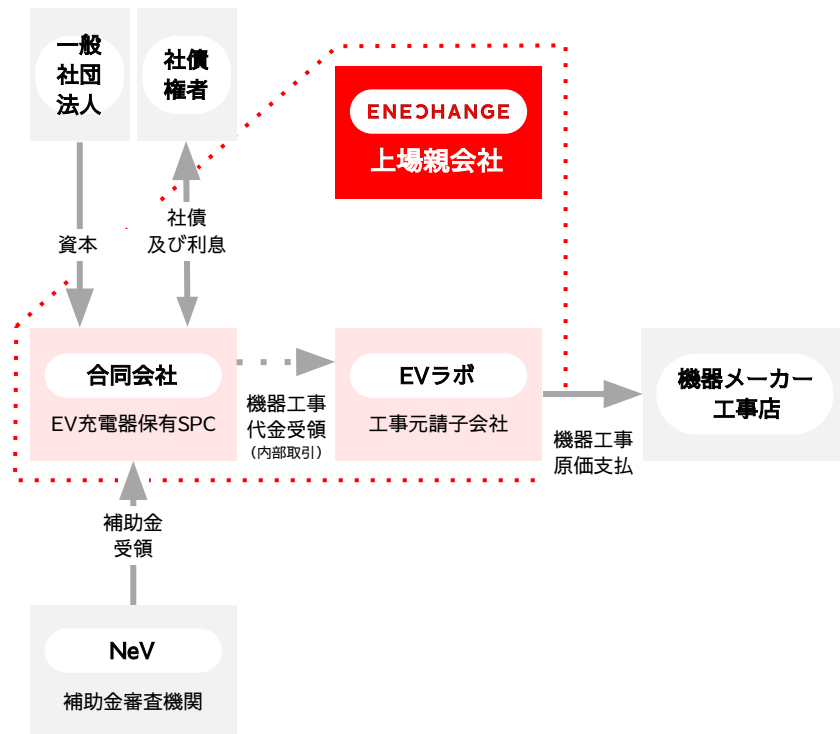 一般
社団
法人
社債
権者
ENECHANGE
上場親会社
資本
社債
及び利息
合同会社
EV充電器保有SPC
機器工事
代金受領
(内部取引)
EVラボ
工事元請子会社
機器工事
原価支払
機器メーカー
工事店
補助金
受領
NeV
補助金審査機関